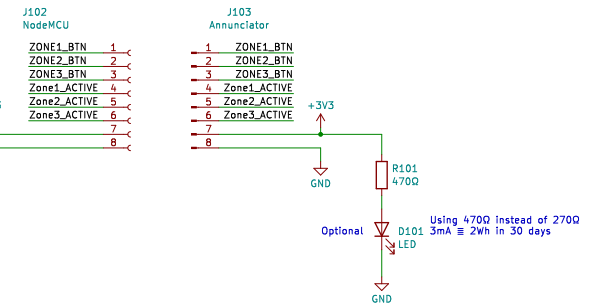 J102
NodeMCU
ZONE1_BTN 1
ZONE2_BTN 2
ZONE3_BTN 3
Zone1_ACTIVE 4
Zone2_ACTIVE 5
Zone3_ACTIVE 6
7
8
J103
Annunciator
1 ZONE1_BTN
2 ZONE2_BTN
3 ZONE3_BTN
4 Zone1_ACTIVE
5 Zone2_ACTIVE
6 Zone3_ACTIVE
7
8
+3V3
GND
R101
470Ω
Optional
D101
LED
Using 470Ω instead of 270Ω
3mA ≣ 2Wh in 30 days
GND